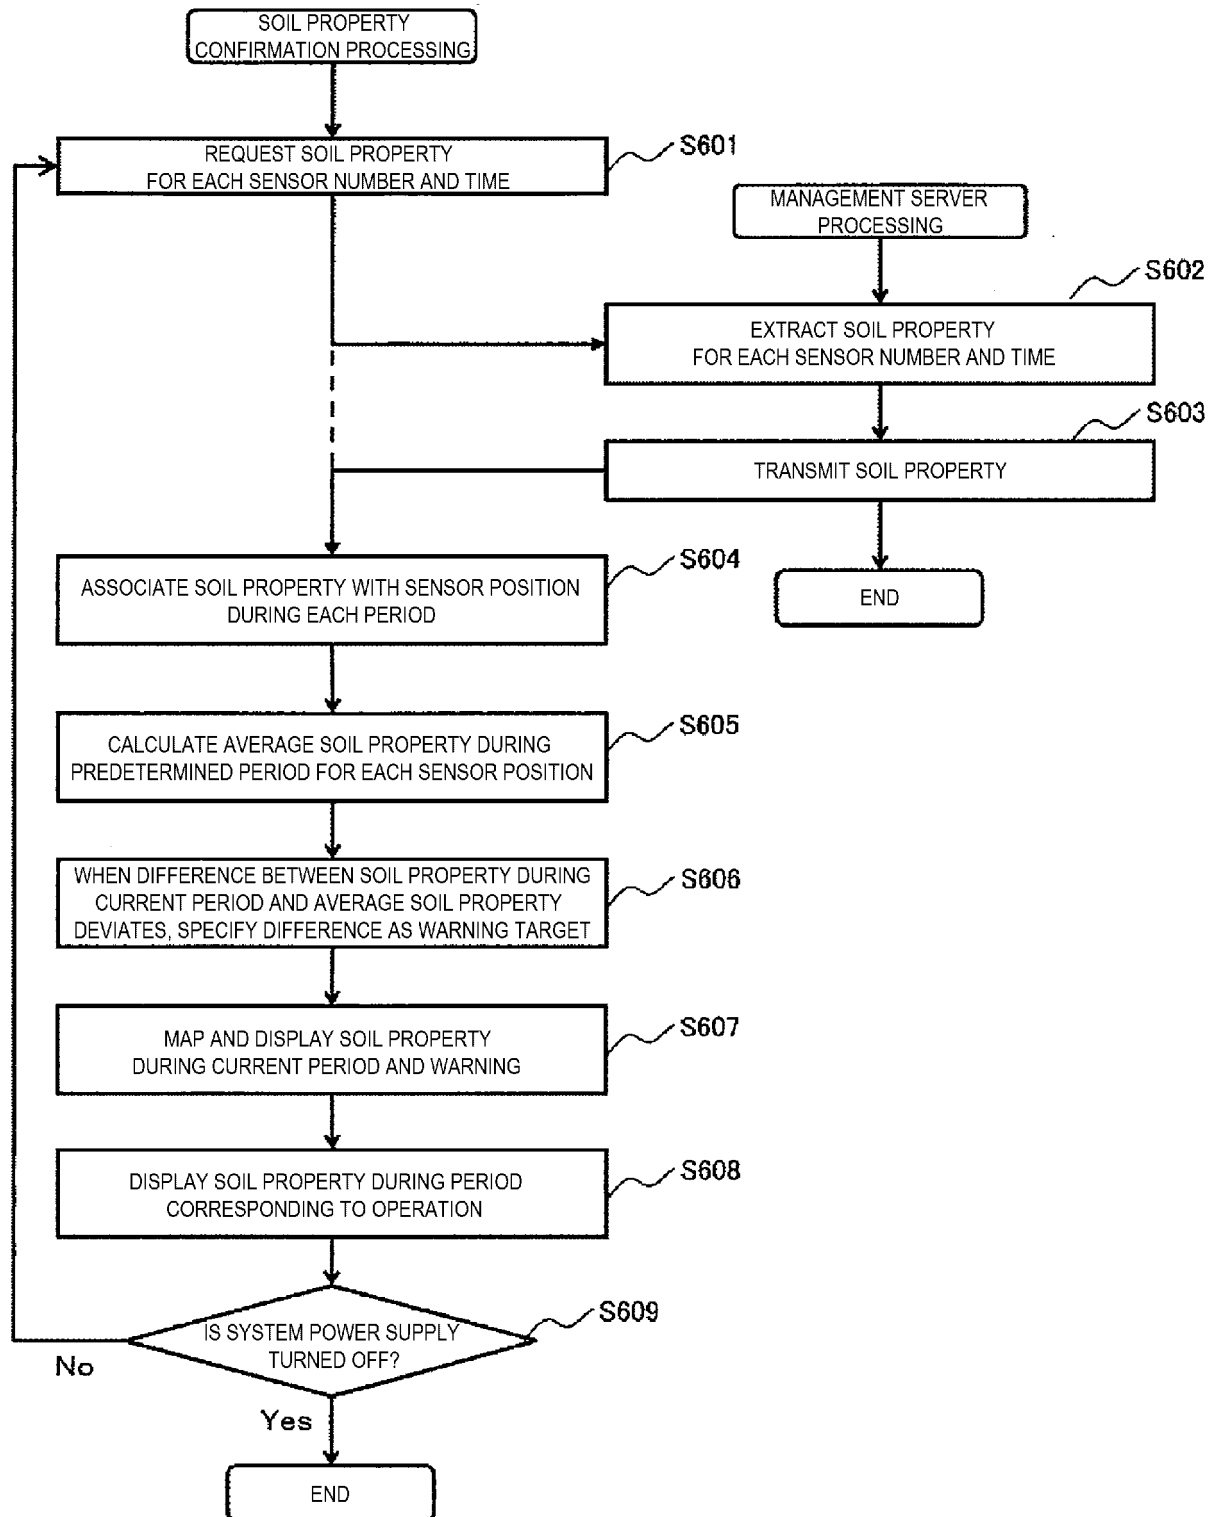 SOIL PROPERTY
CONFIRMATION PROCESSING
REQUEST SOIL PROPERTY
FOR EACH SENSOR NUMBER AND TIME
S601
MANAGEMENT SERVER
PROCESSING
S602
EXTRACT SOIL PROPERTY
FOR EACH SENSOR NUMBER AND TIME
S603
TRANSMIT SOIL PROPERTY
END
S604
ASSOCIATE SOIL PROPERTY WITH SENSOR POSITION
DURING EACH PERIOD
S605
CALCULATE AVERAGE SOIL PROPERTY DURING
PREDETERMINED PERIOD FOR EACH SENSOR POSITION
S606
WHEN DIFFERENCE BETWEEN SOIL PROPERTY DURING
CURRENT PERIOD AND AVERAGE SOIL PROPERTY
DEVIATES, SPECIFY DIFFERENCE AS WARNING TARGET
S607
MAP AND DISPLAY SOIL PROPERTY
DURING CURRENT PERIOD AND WARNING
S608
DISPLAY SOIL PROPERTY DURING PERIOD
CORRESPONDING TO OPERATION
S609
IS SYSTEM POWER SUPPLY
TURNED OFF?
No
Yes
END